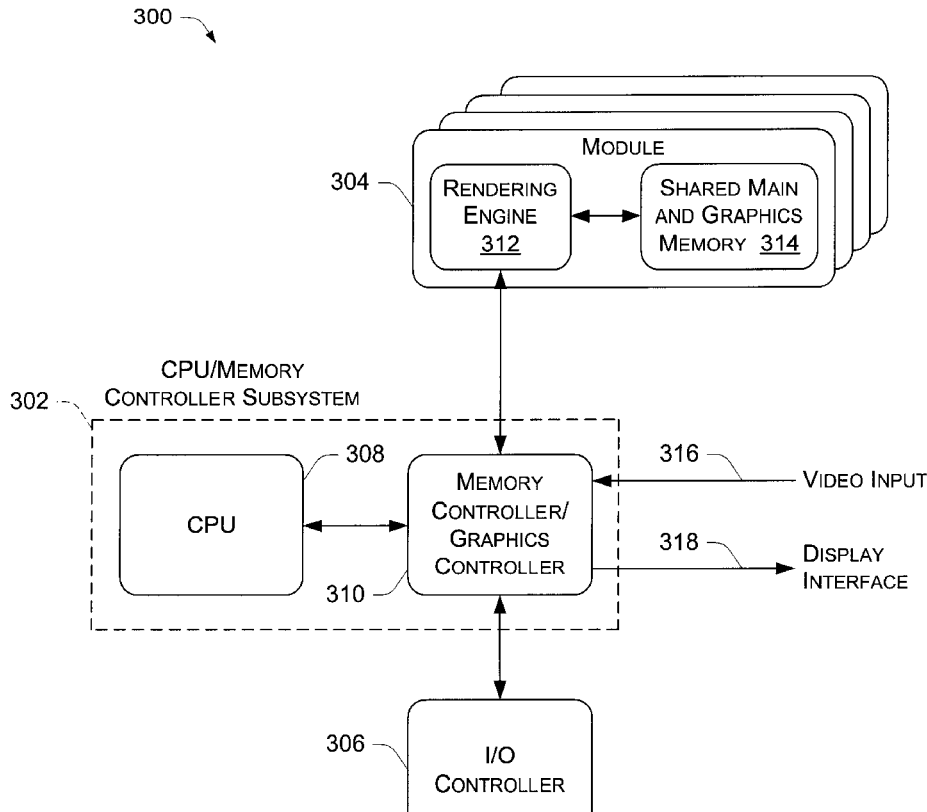 300
MODULE
304
RENDERING
ENGINE
312
SHARED MAIN
AND GRAPHICS
MEMORY 314
CPU/MEMORY
CONTROLLER SUBSYSTEM
302
308
CPU
MEMORY
CONTROLLER/
GRAPHICS
CONTROLLER
310
316
VIDEO INPUT
318
DISPLAY
INTERFACE
306
I/O
CONTROLLER